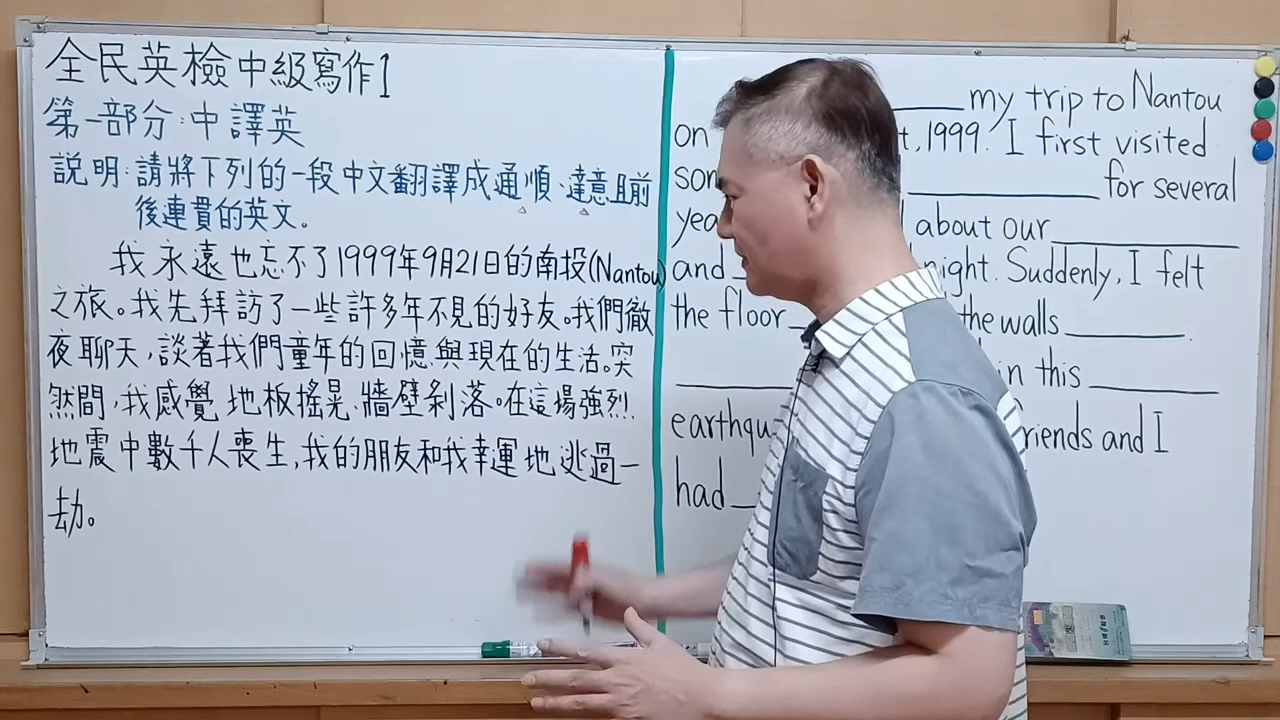 全民英檢中級寫作1
第一部分:中譯英
說明:請將下列的一段中文翻譯成通順、達意且前
後連貫的英文。
我永遠也忘不了1999年9月21日的南投(Nantou)
之旅。我先拜訪了一些許多年不見的好友。我們徹
夜聊天,談著我們童年的回憶與現在的生活。突
然間,我感覺地板搖晃、牆壁剝落。在這場強烈
地震中數千人喪生,我的朋友和我幸運地逃過一
劫。
my trip to Nantou
on t,1999. I first visited
for several
about our
and night. Suddenly, I felt
the floor the walls .
in this
friends and I
had